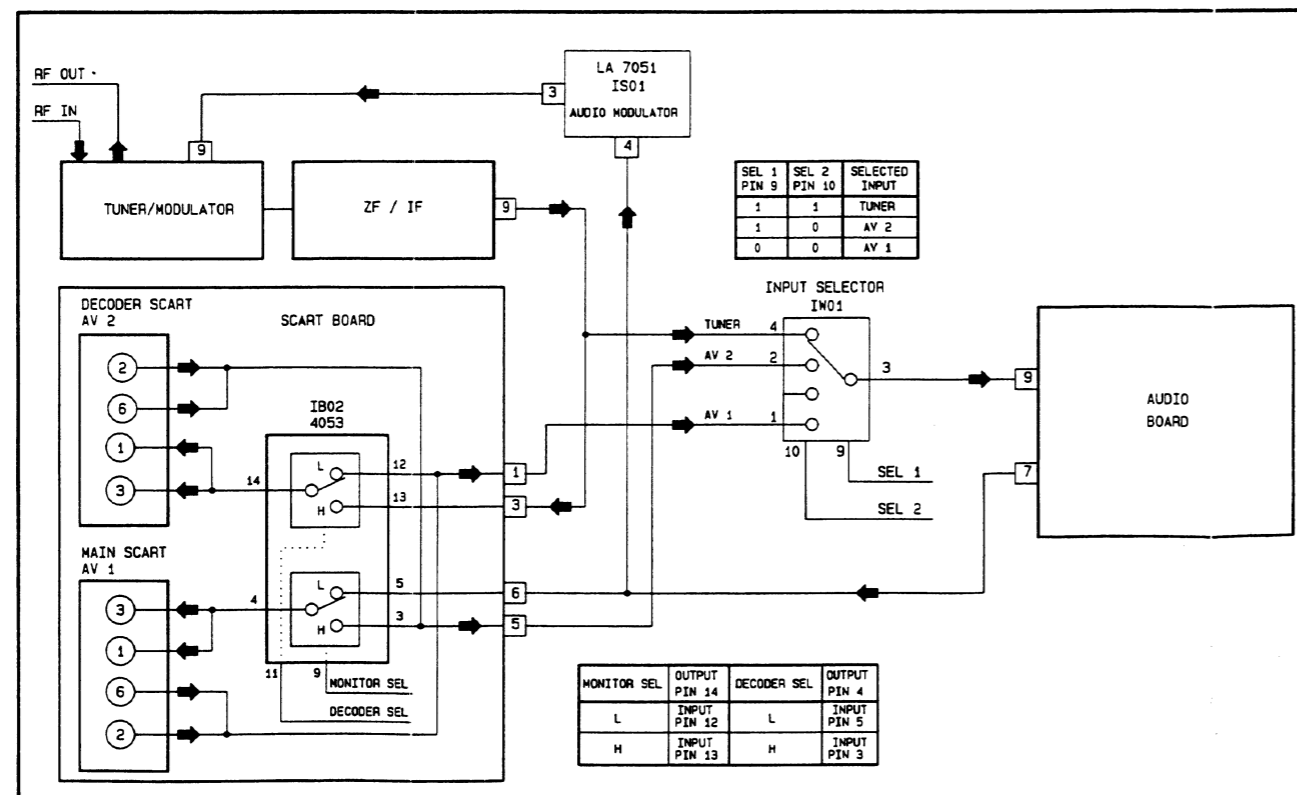 RF OUT
RF IN
LA 7051
IS01
AUDIO MODULATOR
3
4
9
TUNER/MODULATOR
ZF / IF
9
SEL 1 PIN 9 SEL 2 PIN 10 SELECTED INPUT
1 1 TUNER
1 0 AV 2
0 0 AV 1
DECODER SCART
AV 2
SCART BOARD
2
6
1
3
IB02
4053
L
H
14
12
13
1
3
INPUT SELECTOR
IW01
TUNER 4
AV 2 2
AV 1 1
3
10 9
SEL 1
SEL 2
9
AUDIO
BOARD
7
MAIN SCART
AV 1
3
1
6
2
L
H
4
5
3
6
5
11 9
MONITOR SEL
DECODER SEL
MONITOR SEL OUTPUT PIN 14 DECODER SEL OUTPUT PIN 4
L INPUT PIN 12 L INPUT PIN 5
H INPUT PIN 13 H INPUT PIN 3